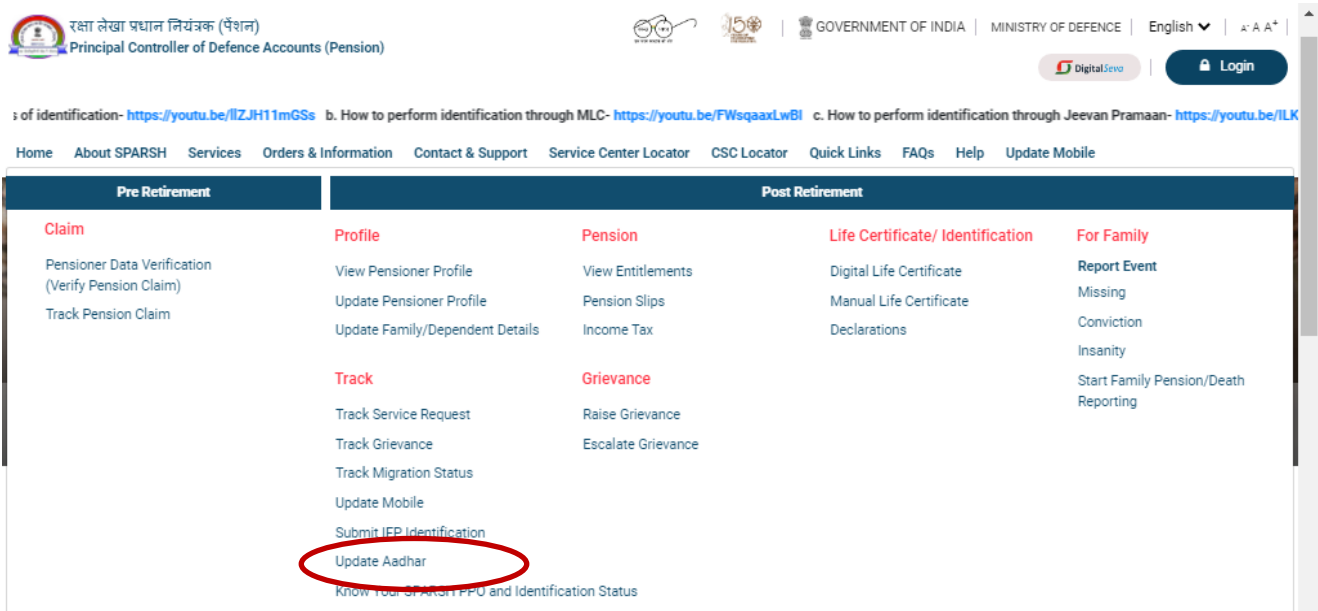 रक्षा लेखा प्रधान नियंत्रक (पेंशन)
Principal Controller of Defence Accounts (Pension)
GOVERNMENT OF INDIA | MINISTRY OF DEFENCE | English | A- A A+ |
DigitalSeva | Login
s of identification- https://youtu.be/llZJH11mGSs b. How to perform identification through MLC- https://youtu.be/FWsqaaxLwBI c. How to perform identification through Jeevan Pramaan- https://youtu.be/ILK
Home About SPARSH Services Orders & Information Contact & Support Service Center Locator CSC Locator Quick Links FAQs Help Update Mobile
Pre Retirement
Claim
Pensioner Data Verification
(Verify Pension Claim)
Track Pension Claim
Post Retirement
Profile
View Pensioner Profile
Update Pensioner Profile
Update Family/Dependent Details
Pension
View Entitlements
Pension Slips
Income Tax
Life Certificate/ Identification
Digital Life Certificate
Manual Life Certificate
Declarations
For Family
Report Event
Missing
Conviction
Insanity
Start Family Pension/Death
Reporting
Track
Track Service Request
Track Grievance
Track Migration Status
Update Mobile
Submit IFP Identification
Update Aadhar
Know Your SPARSH PPO and Identification Status
Grievance
Raise Grievance
Escalate Grievance